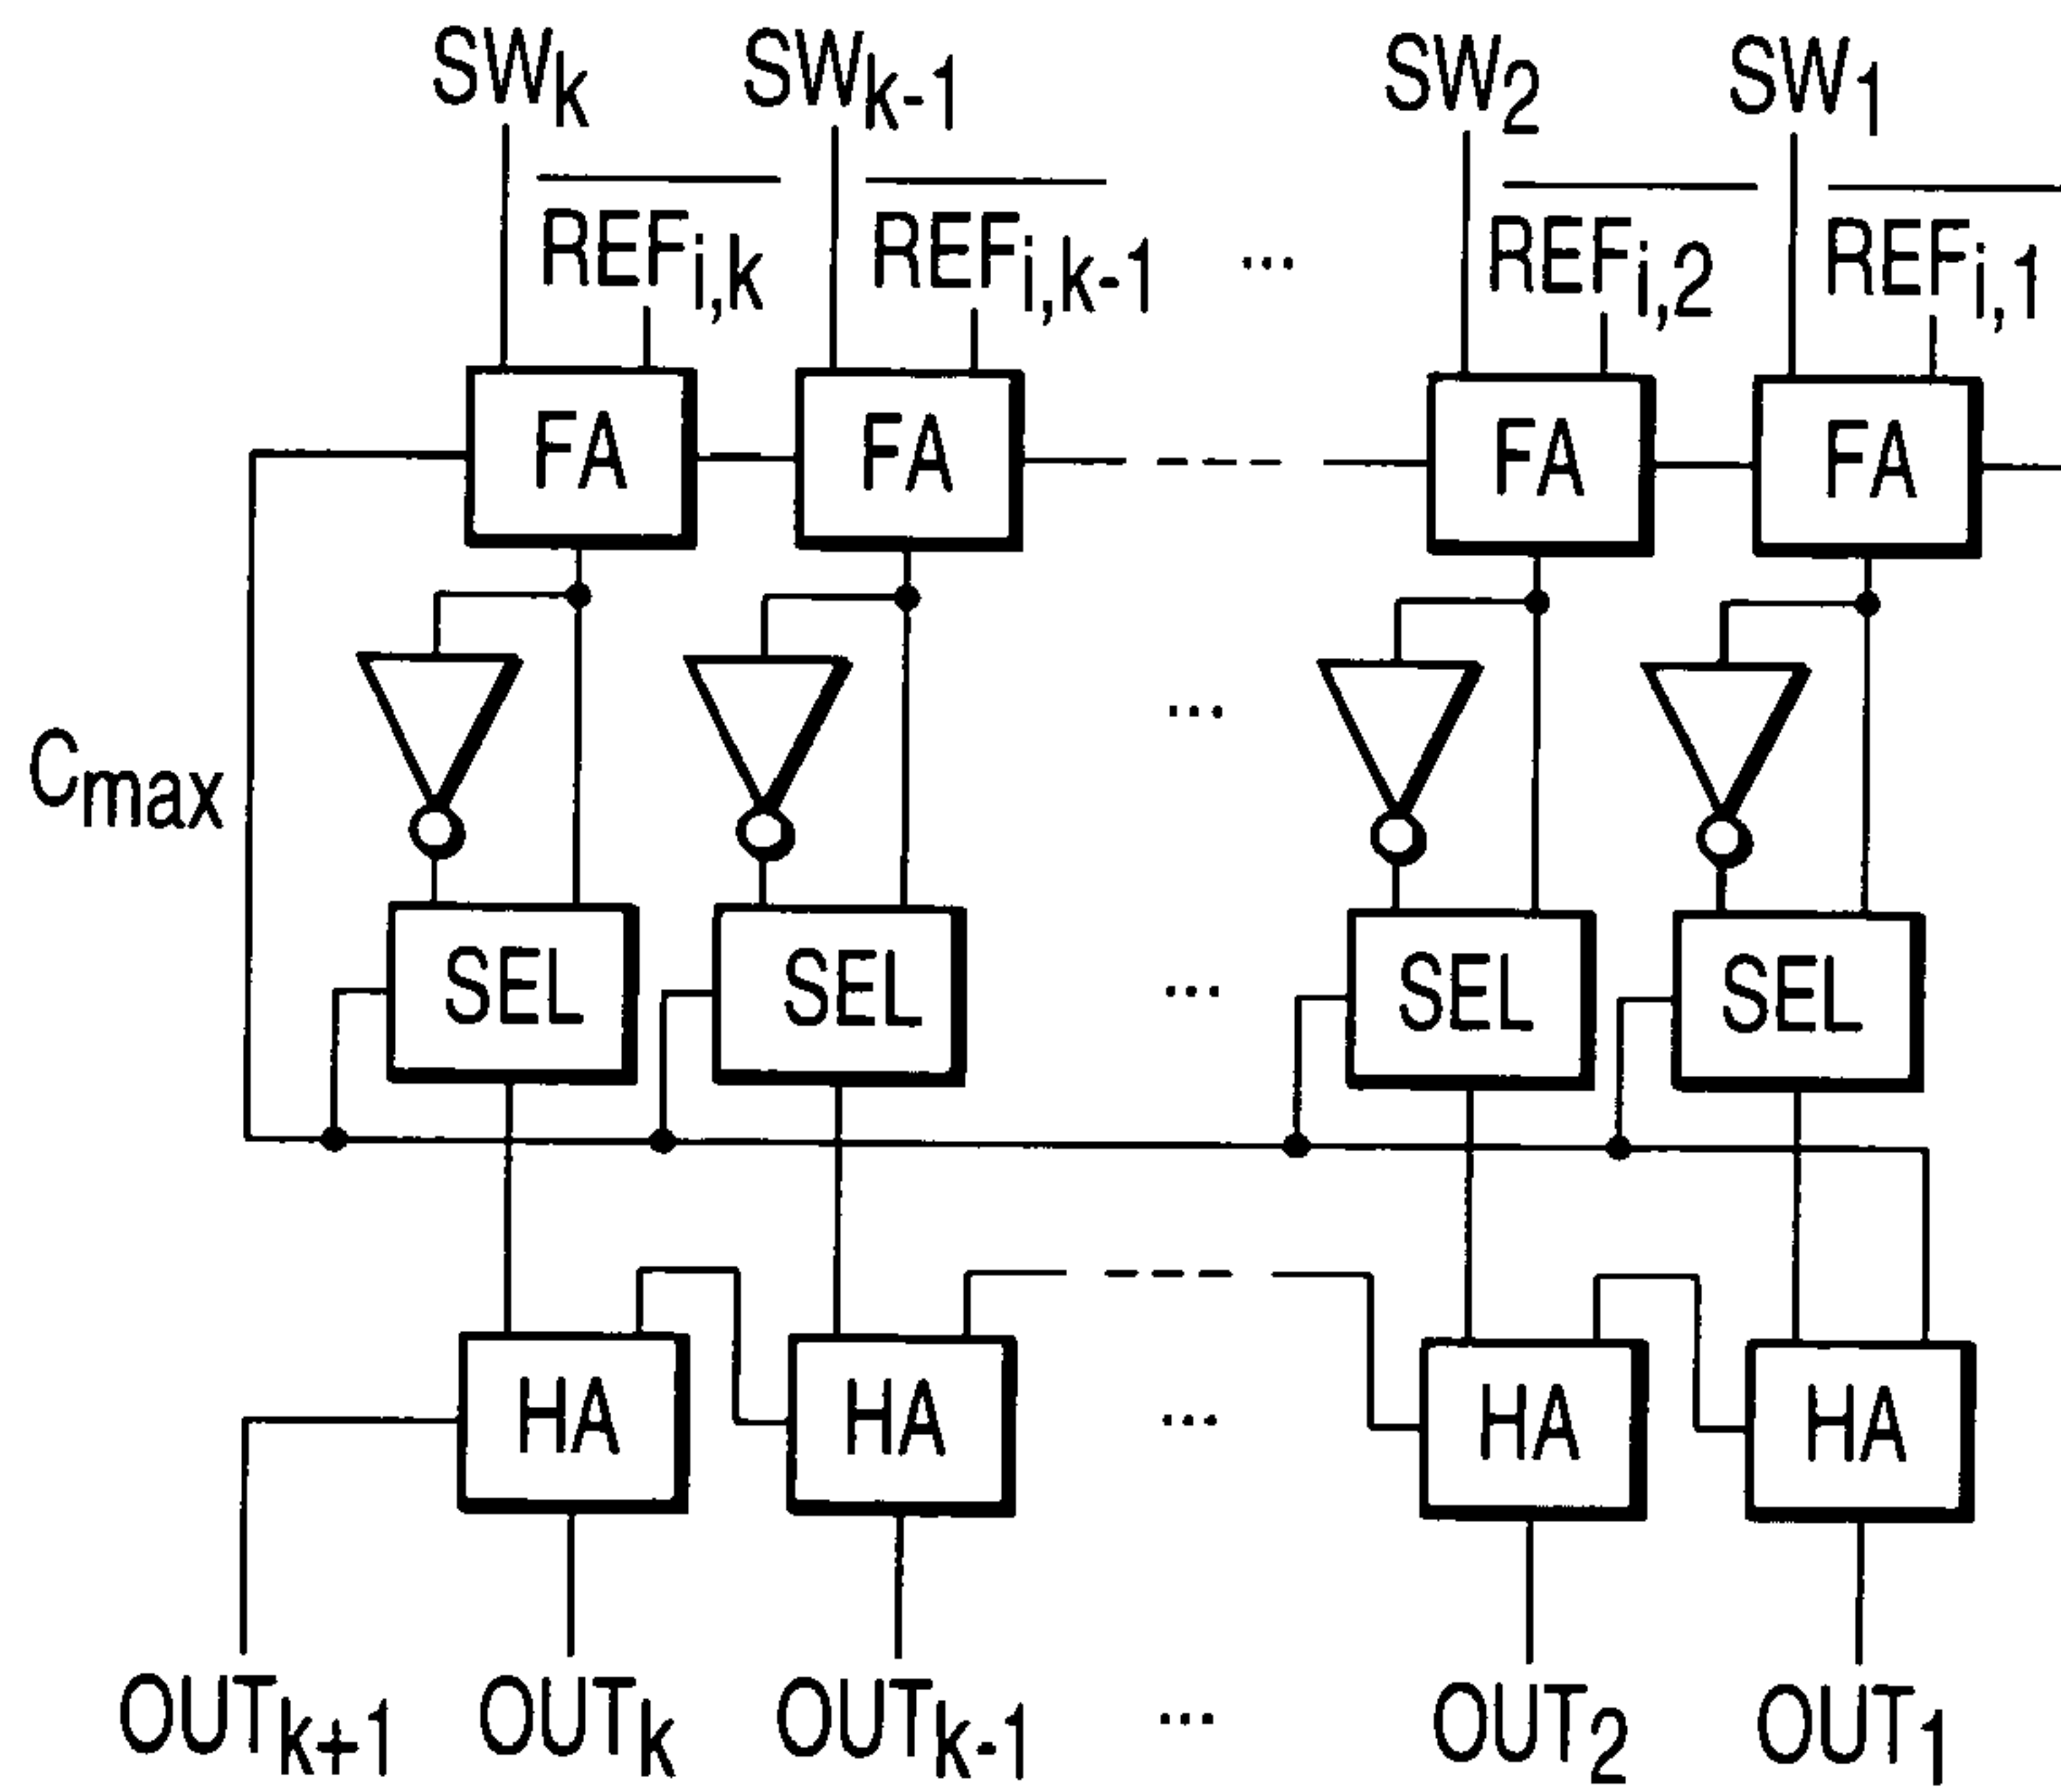 SWk SWk-1 SW2 SW1
REFi,k REFi,k-1 ... REFi,2 REFi,1
FA FA FA FA
...
Cmax
SEL SEL ... SEL SEL
HA HA ... HA HA
OUTk+1 OUTk OUTk-1 ... OUT2 OUT1